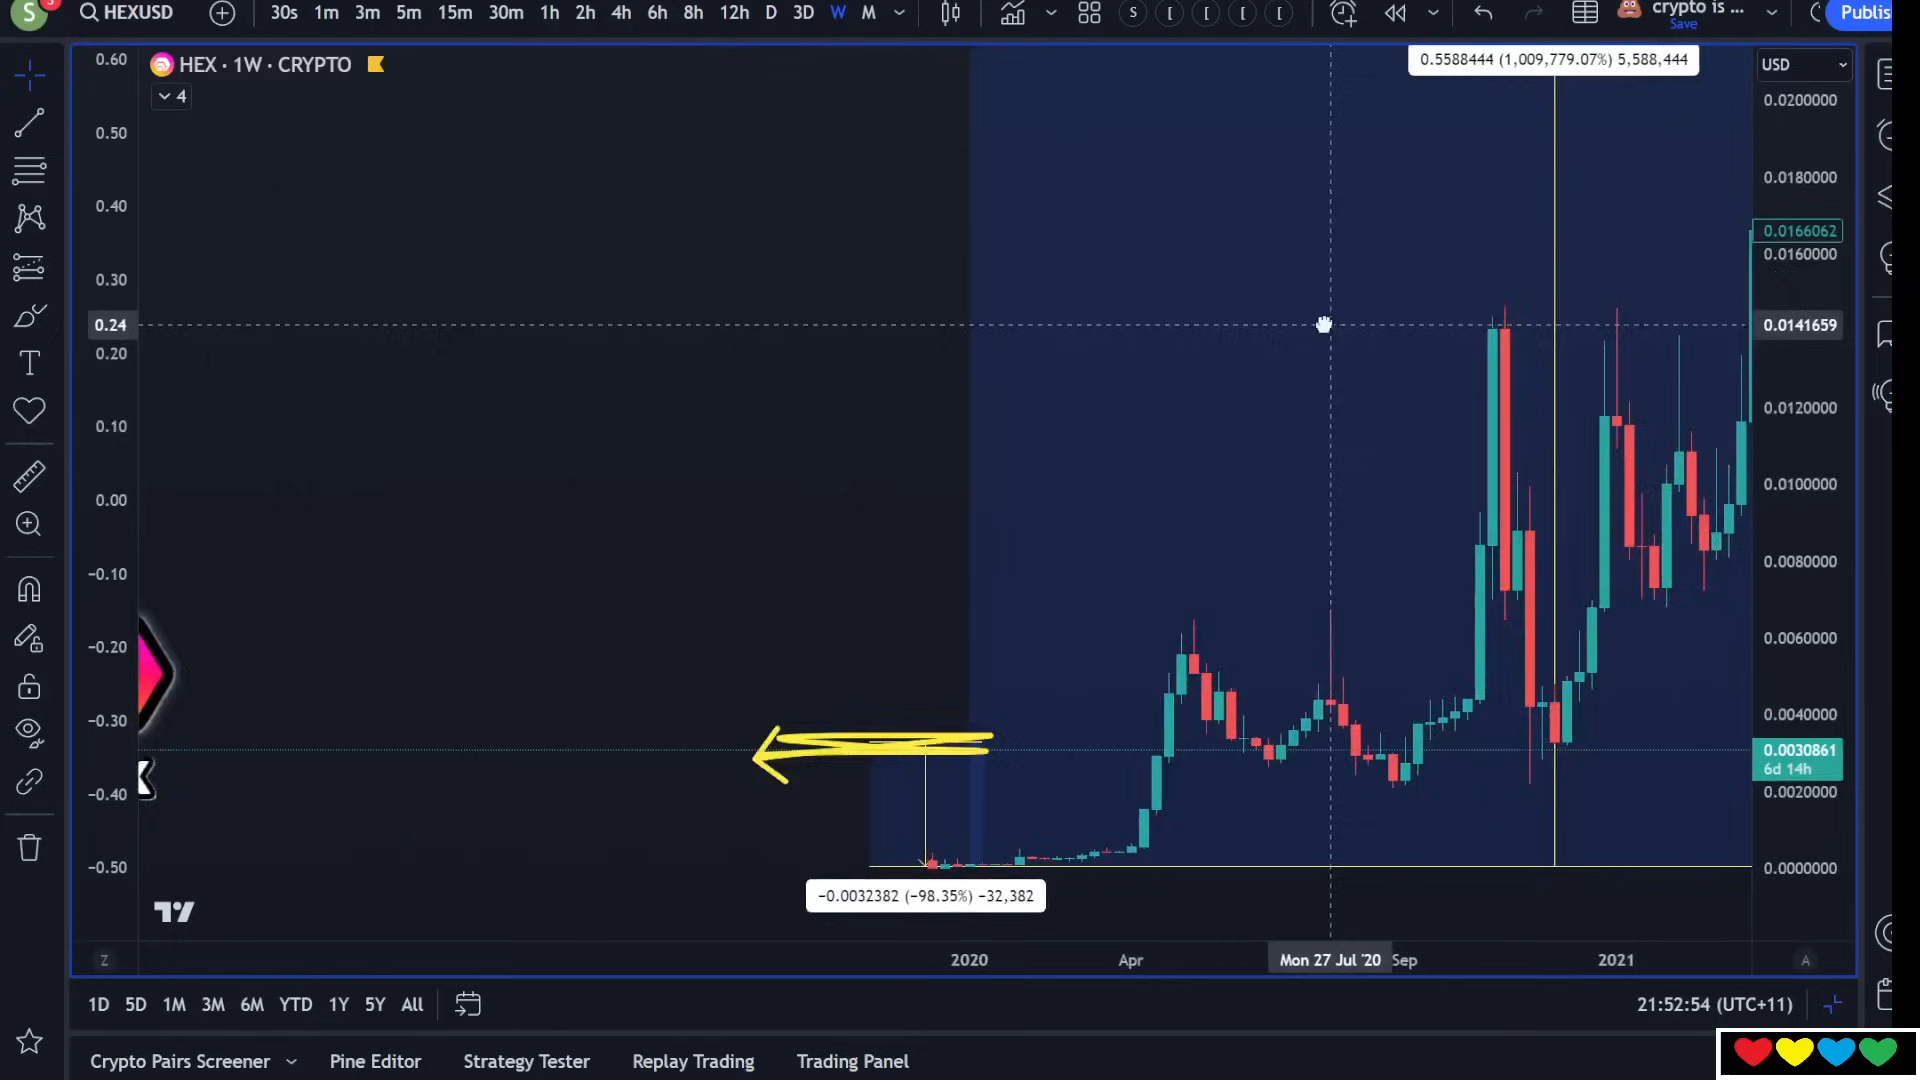 S
HEXUSD
30s 1m 3m 5m 15m 30m 1h 2h 4h 6h 8h 12h D 3D W M
S [ [ [ [
crypto is ...
Save
Publis
HEX · 1W · CRYPTO
4
0.5588444 (1,009,779.07%) 5,588,444
USD
0.60
0.50
0.40
0.30
0.24
0.20
0.10
0.00
−0.10
−0.20
−0.30
−0.40
−0.50
0.0200000
0.0180000
0.0166062
0.0160000
0.0141659
0.0120000
0.0100000
0.0080000
0.0060000
0.0040000
0.0030861
6d 14h
0.0020000
0.0000000
−0.0032382 (−98.35%) −32,382
Z
2020
Apr
Mon 27 Jul '20
Sep
2021
A
1D 5D 1M 3M 6M YTD 1Y 5Y All
21:52:54 (UTC+11)
Crypto Pairs Screener
Pine Editor
Strategy Tester
Replay Trading
Trading Panel